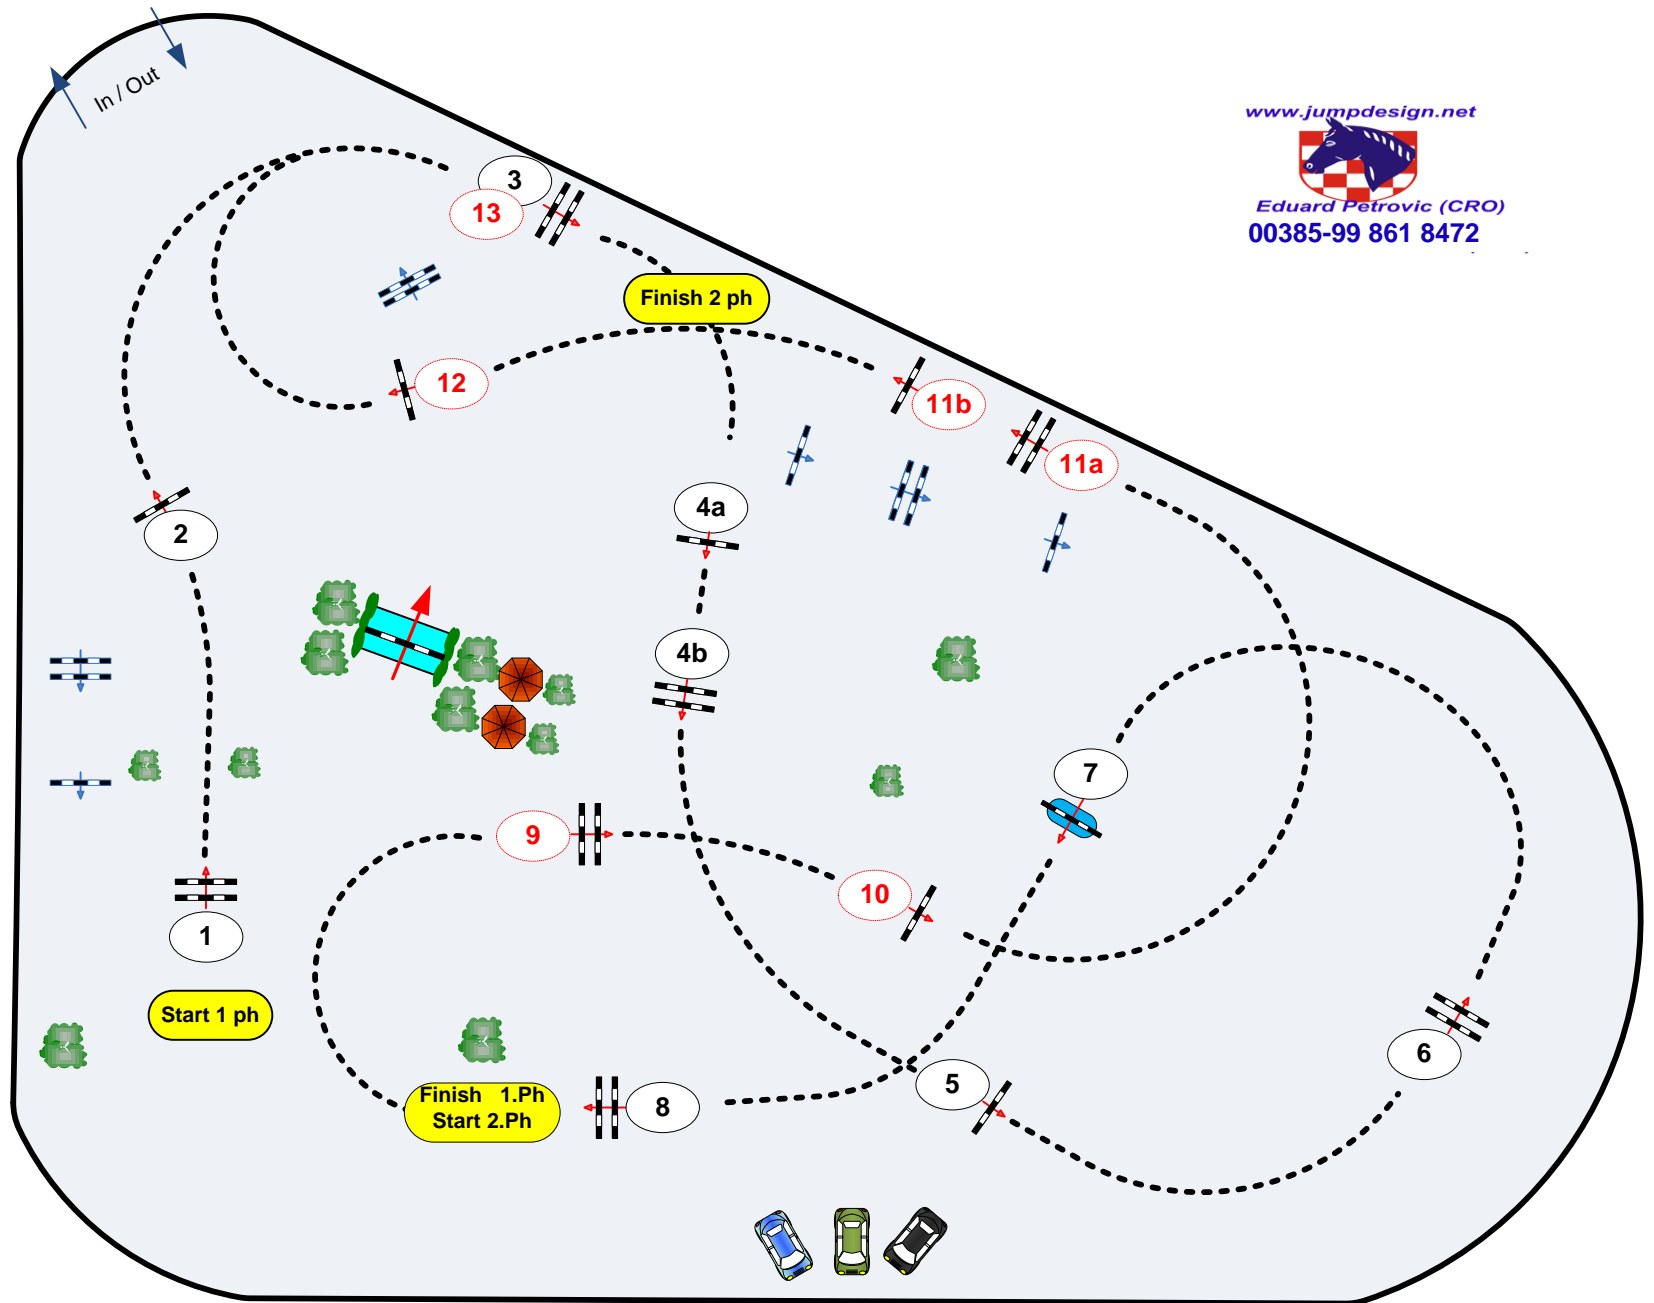 In / Out
www.jumpdesign.net
Eduard Petrovic (CRO)
00385-99 861 8472
3
13
Finish 2 ph
12
11b
11a
4a
2
4b
7
9
10
1
Start 1 ph
6
5
8
Finish 1.Ph
Start 2.Ph